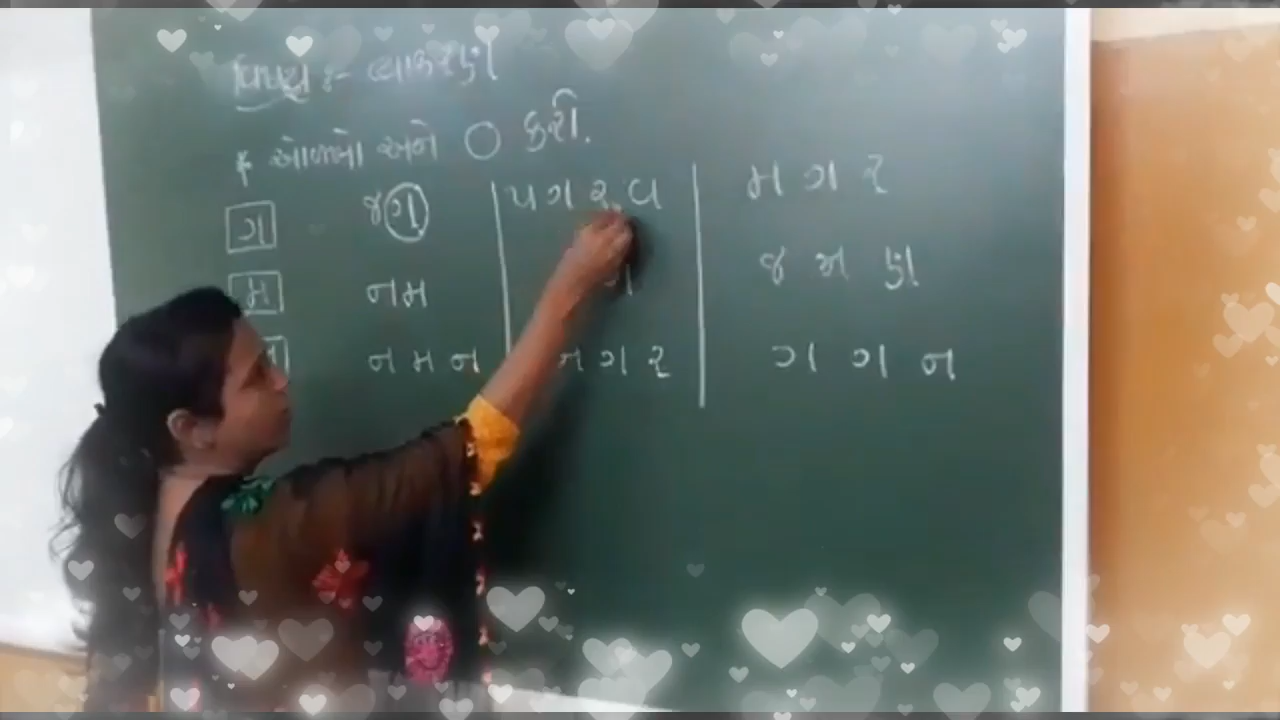 વિષય :- વ્યાકરણ
* ઓળખો અને ○ કરો.
ગ જગ પગરવ મગર
મ નમ જમણ
નમન નગર ગગન